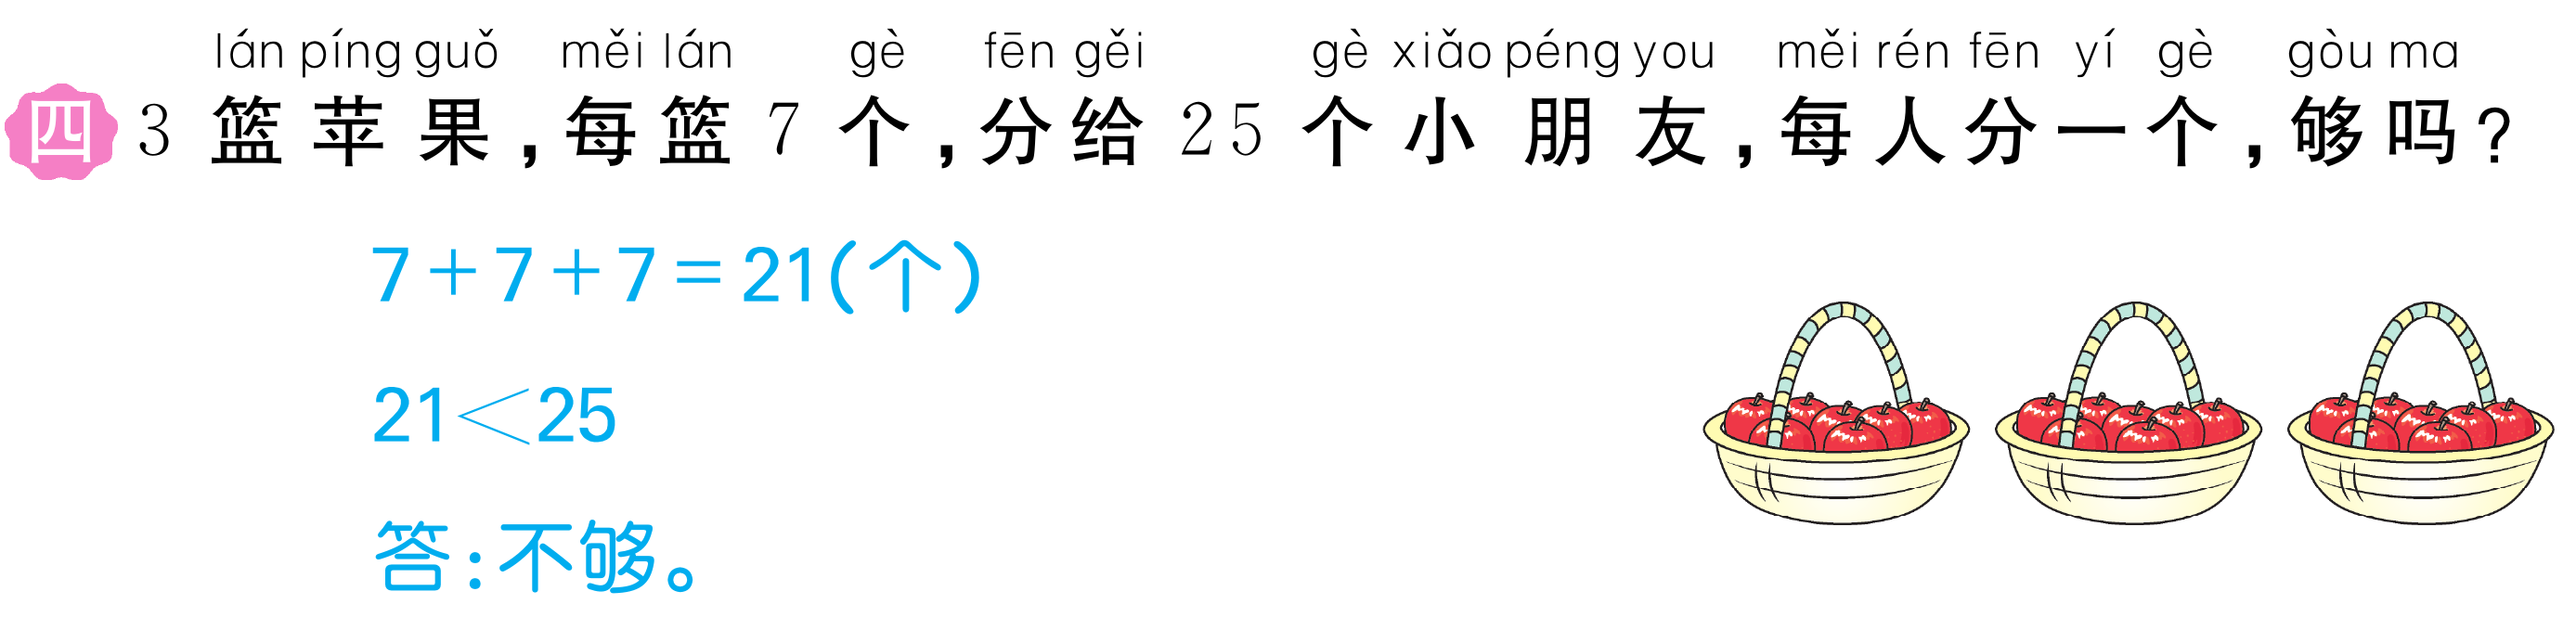 lán píng guǒ měi lán gè fēn gěi gè xiǎo péng you měi rén fēn yí gè gòu ma
四 3 篮苹果,每篮 7 个,分给 25 个小朋友,每人分一个,够吗?
7+7+7=21(个)
21<25
答:不够。